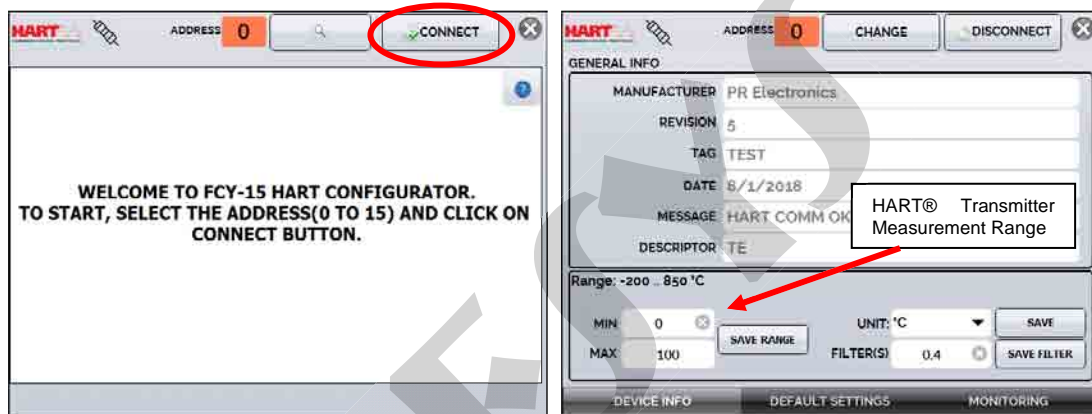 HART
ADDRESS 0 CONNECT
WELCOME TO FCY-15 HART CONFIGURATOR.
TO START, SELECT THE ADDRESS(0 TO 15) AND CLICK ON
CONNECT BUTTON.
HART
ADDRESS 0 CHANGE DISCONNECT
GENERAL INFO
MANUFACTURER PR Electronics
REVISION 5
TAG TEST
DATE 8/1/2018
MESSAGE HART COMM OK
DESCRIPTOR TE
HART® Transmitter
Measurement Range
Range: -200 .. 850 °C
MIN 0
MAX 100
SAVE RANGE
UNIT: °C SAVE
FILTER(S) 0.4 SAVE FILTER
DEVICE INFO DEFAULT SETTINGS MONITORING